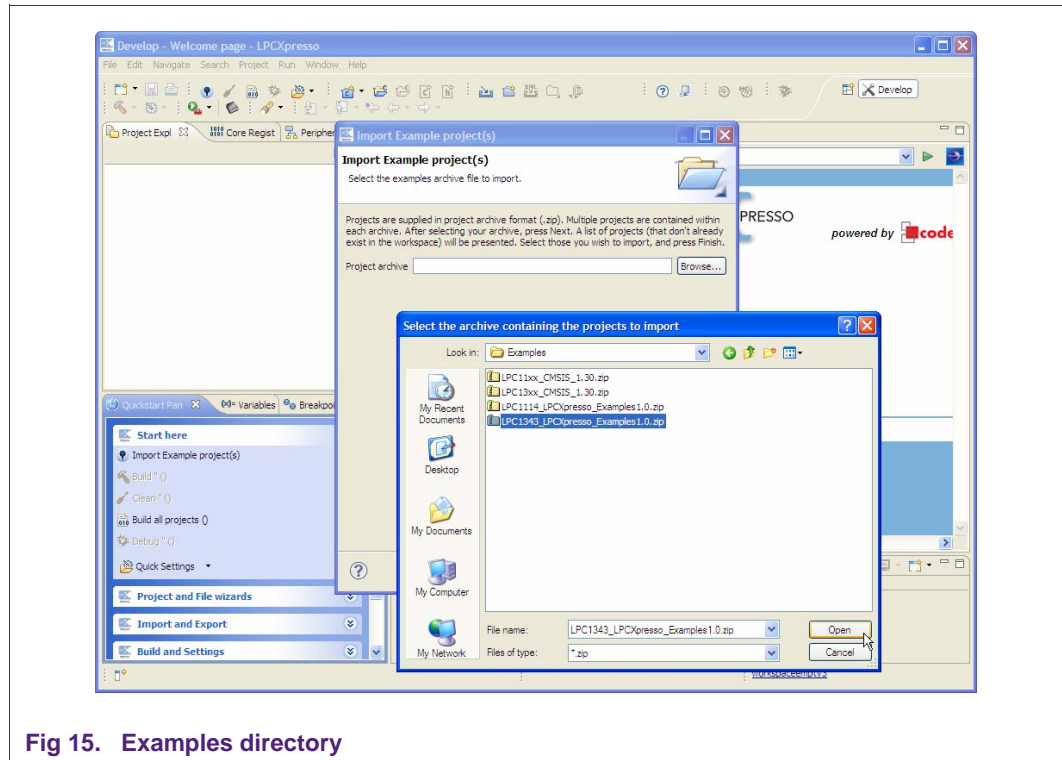 Develop - Welcome page - LPCXpresso
File Edit Navigate Search Project Run Window Help
Develop
Project Expl
Core Regist
Peripher
Import Example project(s)
Import Example project(s)
Select the examples archive file to import.
Projects are supplied in project archive format (.zip). Multiple projects are contained within
each archive. After selecting your archive, press Next. A list of projects (that don't already
exist in the workspace) will be presented. Select those you wish to import, and press Finish.
Project archive
Browse...
PRESSO
powered by code
Select the archive containing the projects to import
Look in:
Examples
LPC11xx_CMSIS_1.30.zip
LPC13xx_CMSIS_1.30.zip
LPC1114_LPCXpresso_Examples1.0.zip
LPC1343_LPCXpresso_Examples1.0.zip
My Recent
Documents
Desktop
My Documents
My Computer
My Network
File name:
LPC1343_LPCXpresso_Examples1.0.zip
Open
Files of type:
*.zip
Cancel
Quickstart Pan
(x)= Variables
Breakpoi
Start here
Import Example project(s)
Build '' ()
Clean '' ()
Build all projects ()
Debug '' ()
Quick Settings
Project and File wizards
Import and Export
Build and Settings
Fig 15. Examples directory